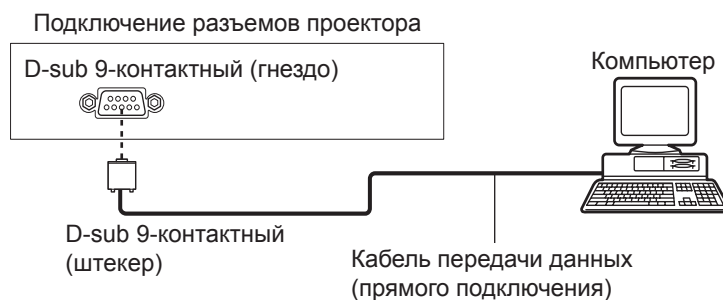 Подключение разъемов проектора
D-sub 9-контактный (гнездо)
Компьютер
D-sub 9-контактный
(штекер)
Кабель передачи данных
(прямого подключения)